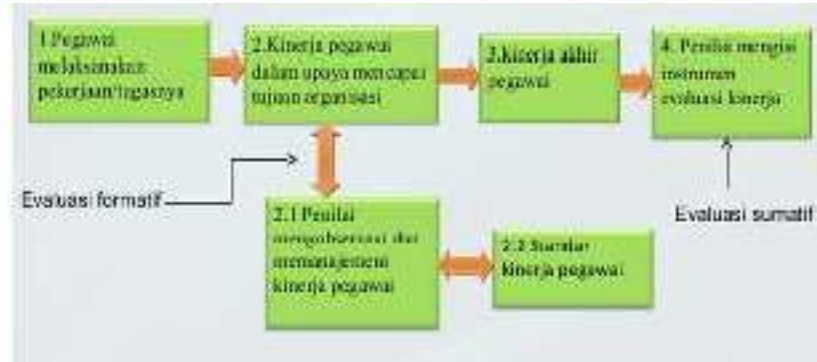 1.Pegawai
melaksanakan
pekerjaan/tugasnya
2.Kinerja pegawai
dalam upaya mencapai
tujuan organisasi
3.kinerja akhir
pegawai
4. Penilai mengisi
instrumen
evaluasi kinerja
Evaluasi formatif
2.1 Penilai
mengobservasi dan
memanajemeni
kinerja pegawai
2.2 Standar
kinerja pegawai
Evaluasi sumatif